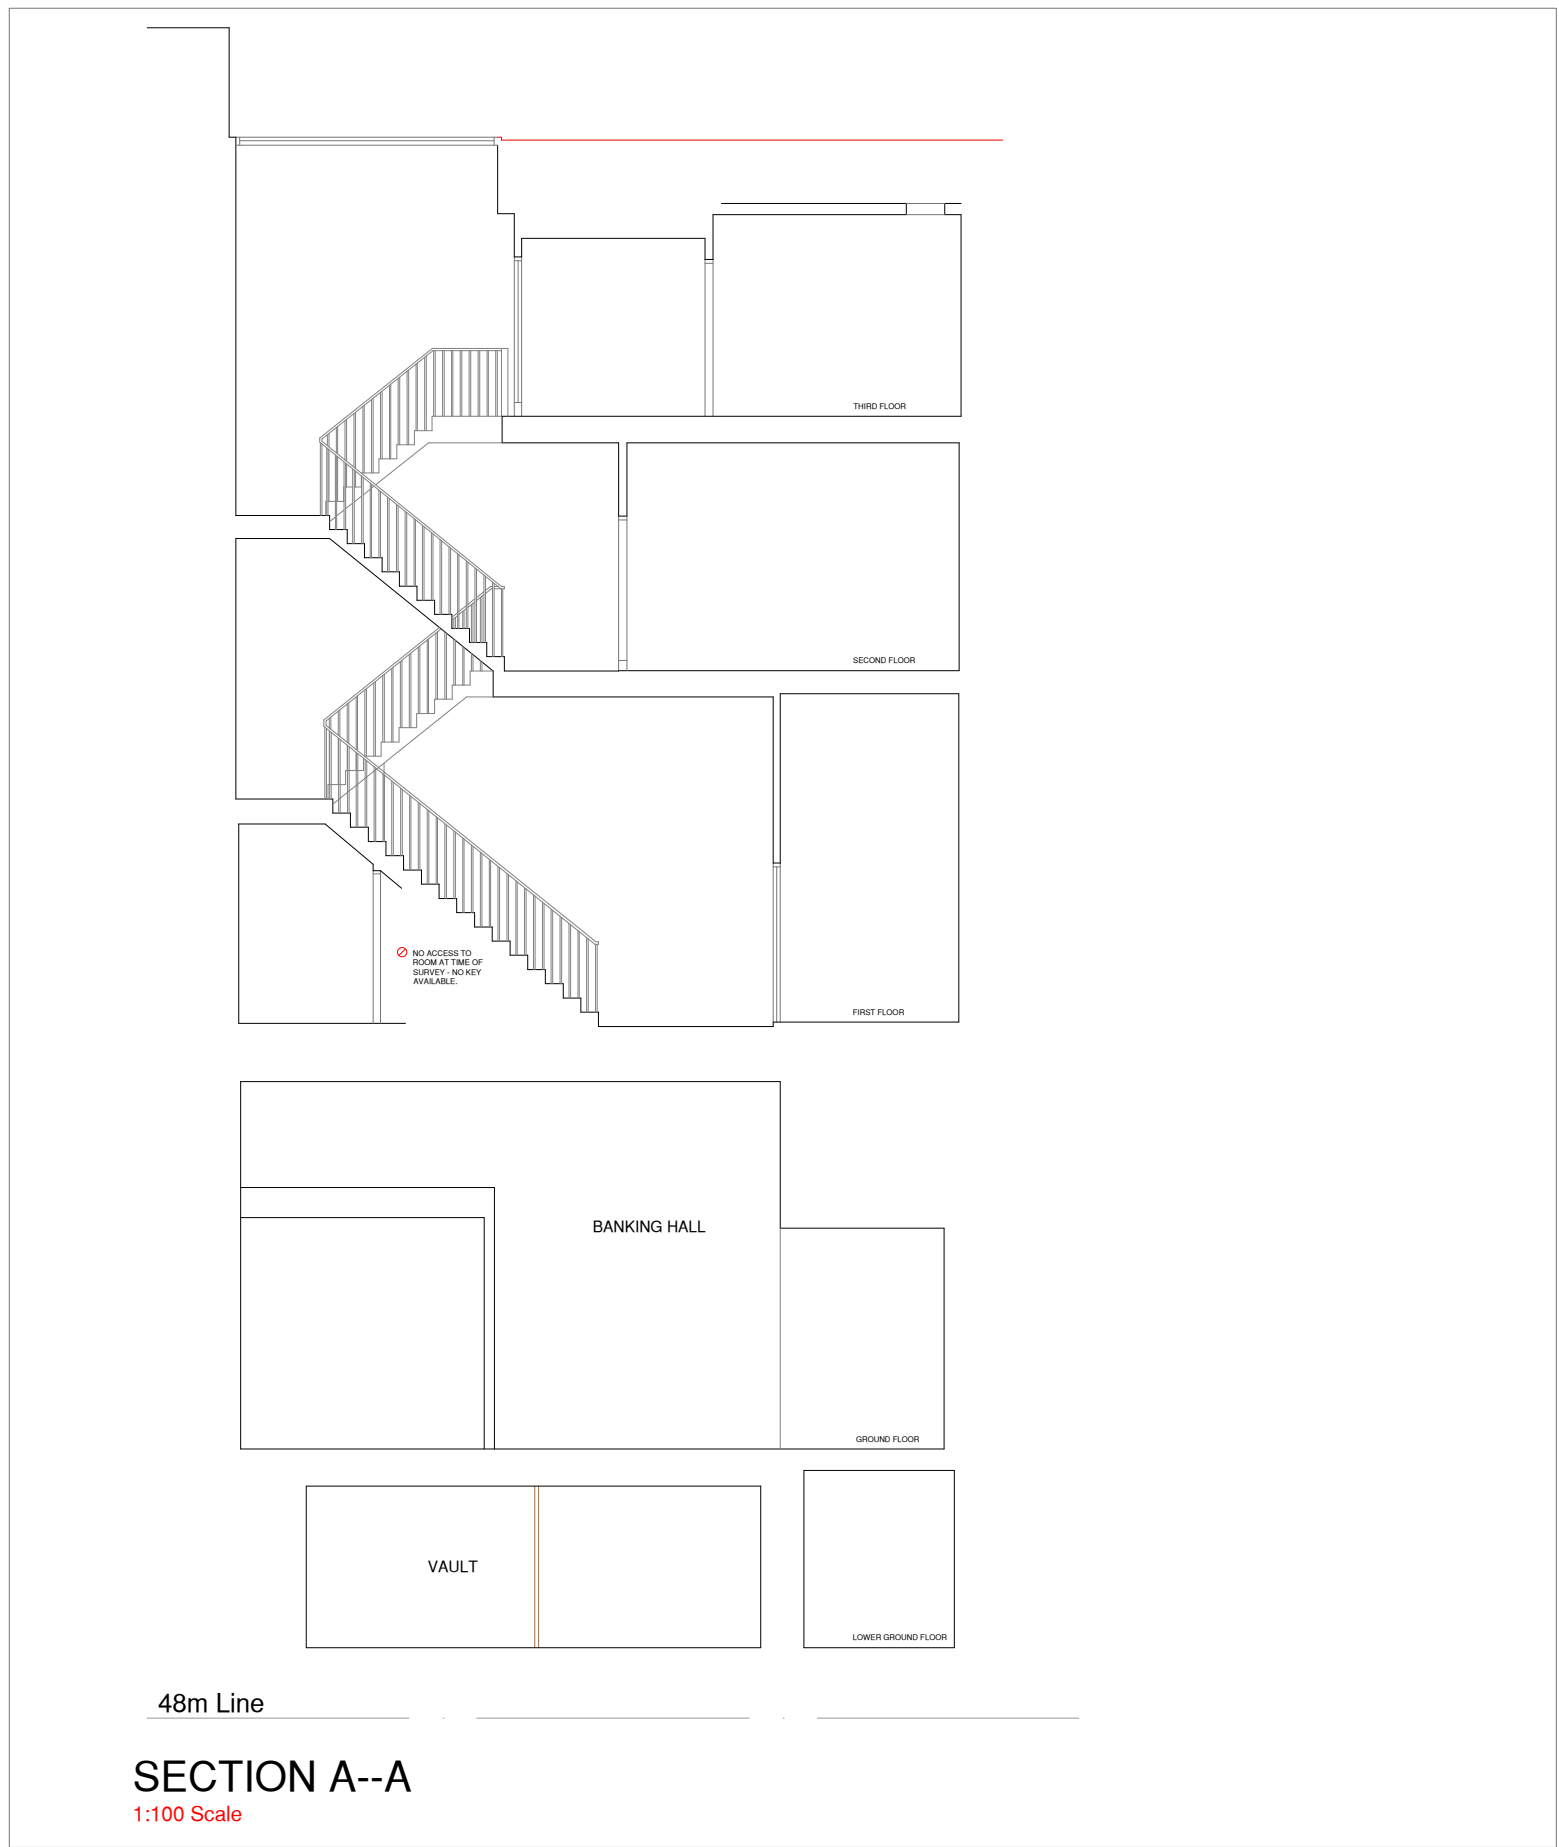 THIRD FLOOR
SECOND FLOOR
NO ACCESS TO
ROOM AT TIME OF
SURVEY - NO KEY
AVAILABLE.
FIRST FLOOR
BANKING HALL
GROUND FLOOR
VAULT
LOWER GROUND FLOOR
48m Line
SECTION A--A
1:100 Scale